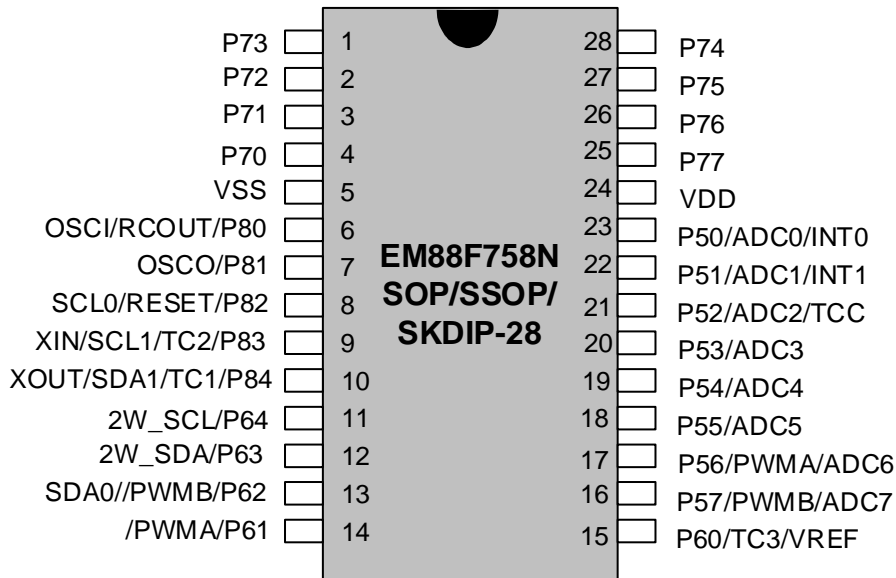 P73 1 28 P74
P72 2 27 P75
P71 3 26 P76
P70 4 25 P77
VSS 5 24 VDD
OSCI/RCOUT/P80 6 23 P50/ADC0/INT0
OSCO/P81 7 22 P51/ADC1/INT1
SCL0/RESET/P82 8 21 P52/ADC2/TCC
XIN/SCL1/TC2/P83 9 20 P53/ADC3
XOUT/SDA1/TC1/P84 10 19 P54/ADC4
2W_SCL/P64 11 18 P55/ADC5
2W_SDA/P63 12 17 P56/PWMA/ADC6
SDA0//PWMB/P62 13 16 P57/PWMB/ADC7
/PWMA/P61 14 15 P60/TC3/VREF
EM88F758N
SOP/SSOP/
SKDIP-28